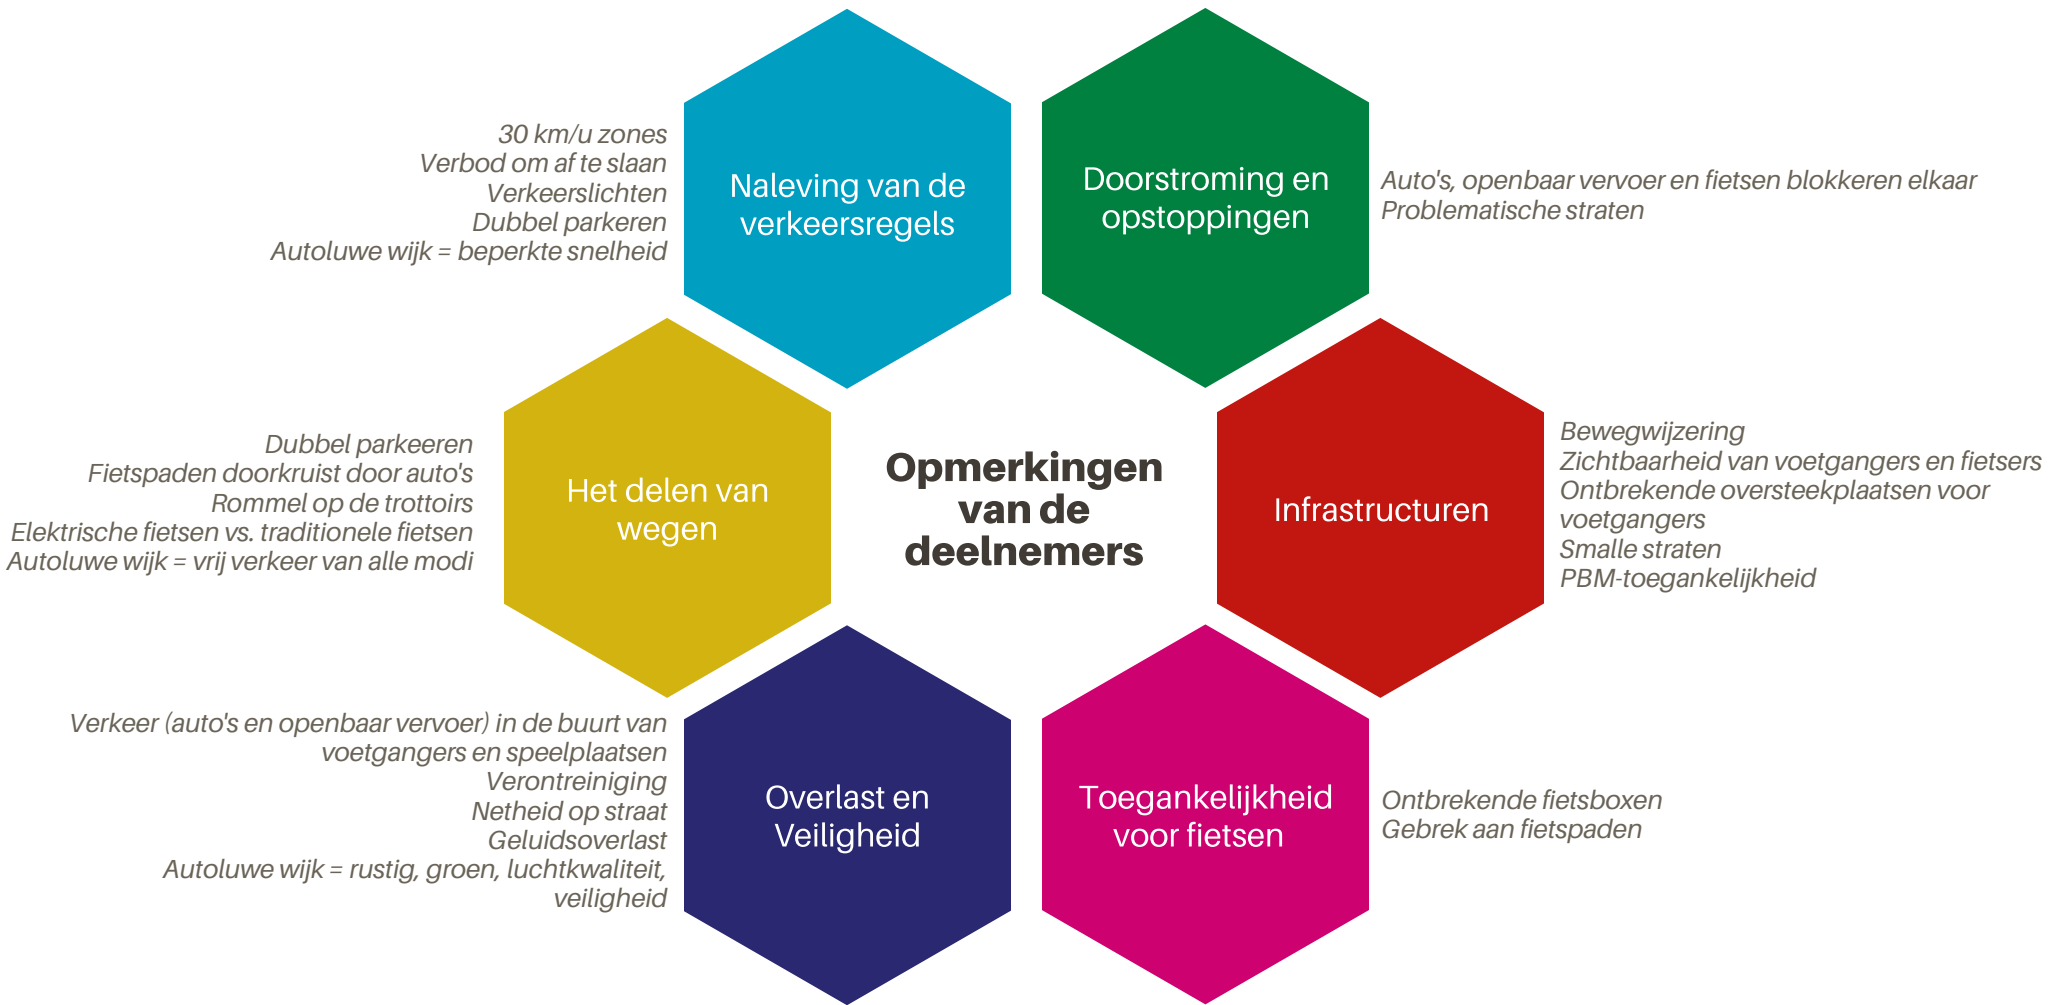 30 km/u zones
Verbod om af te slaan
Verkeerslichten
Dubbel parkeren
Autoluwe wijk = beperkte snelheid
Naleving van de
verkeersregels
Doorstroming en
opstoppingen
Auto's, openbaar vervoer en fietsen blokkeren elkaar
Problematische straten
Dubbel parkeeren
Fietspaden doorkruist door auto's
Rommel op de trottoirs
Elektrische fietsen vs. traditionele fietsen
Autoluwe wijk = vrij verkeer van alle modi
Het delen van
wegen
Opmerkingen
van de
deelnemers
Infrastructuren
Bewegwijzering
Zichtbaarheid van voetgangers en fietsers
Ontbrekende oversteekplaatsen voor
voetgangers
Smalle straten
PBM-toegankelijkheid
Verkeer (auto's en openbaar vervoer) in de buurt van
voetgangers en speelplaatsen
Verontreiniging
Netheid op straat
Geluidsoverlast
Autoluwe wijk = rustig, groen, luchtkwaliteit,
veiligheid
Overlast en
Veiligheid
Toegankelijkheid
voor fietsen
Ontbrekende fietsboxen
Gebrek aan fietspaden